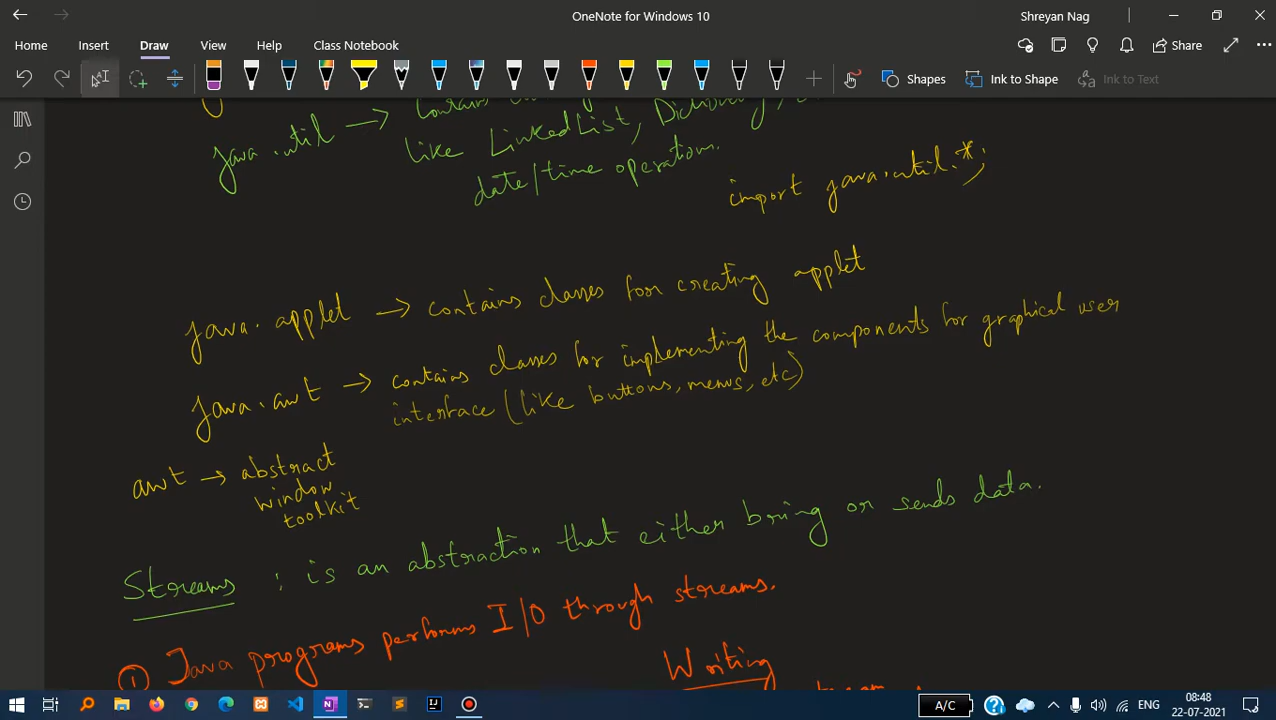 OneNote for Windows 10
Shreyan Nag
Home Insert Draw View Help Class Notebook
Share
Shapes Ink to Shape Ink to Text
java.util → Contains
like LinkedList, Dictionary,
date/time operation.
import java.util.*;
java.applet → contains classes for creating applet
java.awt → contains classes for implementing the components for graphical user
interface (like buttons, menus, etc)
awt → abstract
window
toolkit
Streams : is an abstraction that either bring or sends data.
① Java programs performs I/O through streams.
Writing
A/C
ENG
08:48
22-07-2021